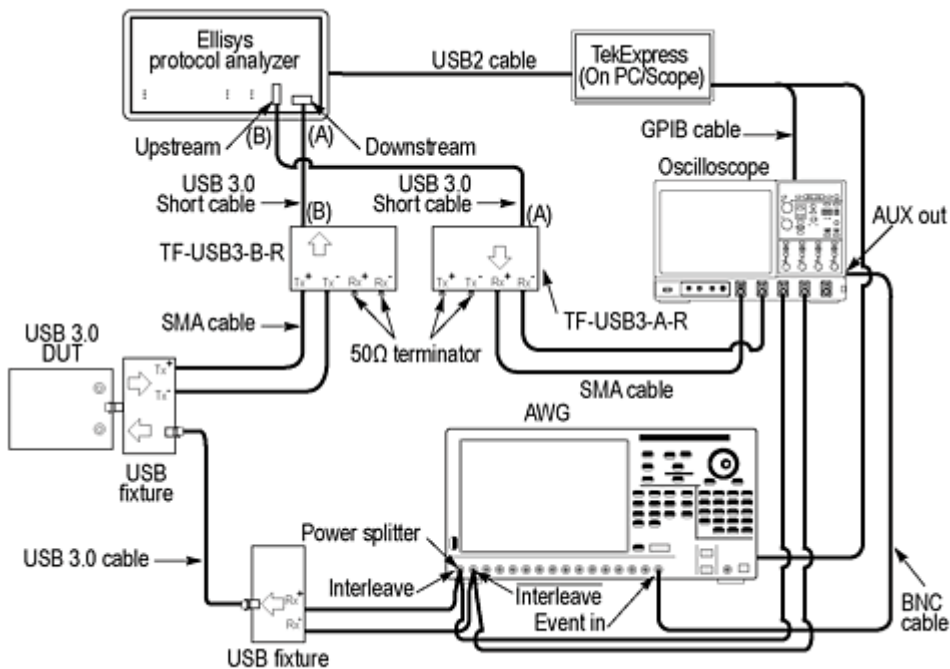 Ellisys
protocol analyzer
USB2 cable
TekExpress
(On PC/Scope)
(B)
(A)
Upstream
Downstream
GPIB cable
Oscilloscope
USB 3.0
Short cable
(B)
USB 3.0
Short cable
(A)
AUX out
TF-USB3-B-R
Tx+
Tx-
Rx+
Rx-
Tx+
Tx-
Rx+
Rx-
TF-USB3-A-R
SMA cable
50Ω terminator
USB 3.0
DUT
Tx+
Tx-
SMA cable
AWG
USB
fixture
Power splitter
USB 3.0 cable
Interleave
Interleave
Event in
BNC
cable
Rx+
Rx-
USB fixture